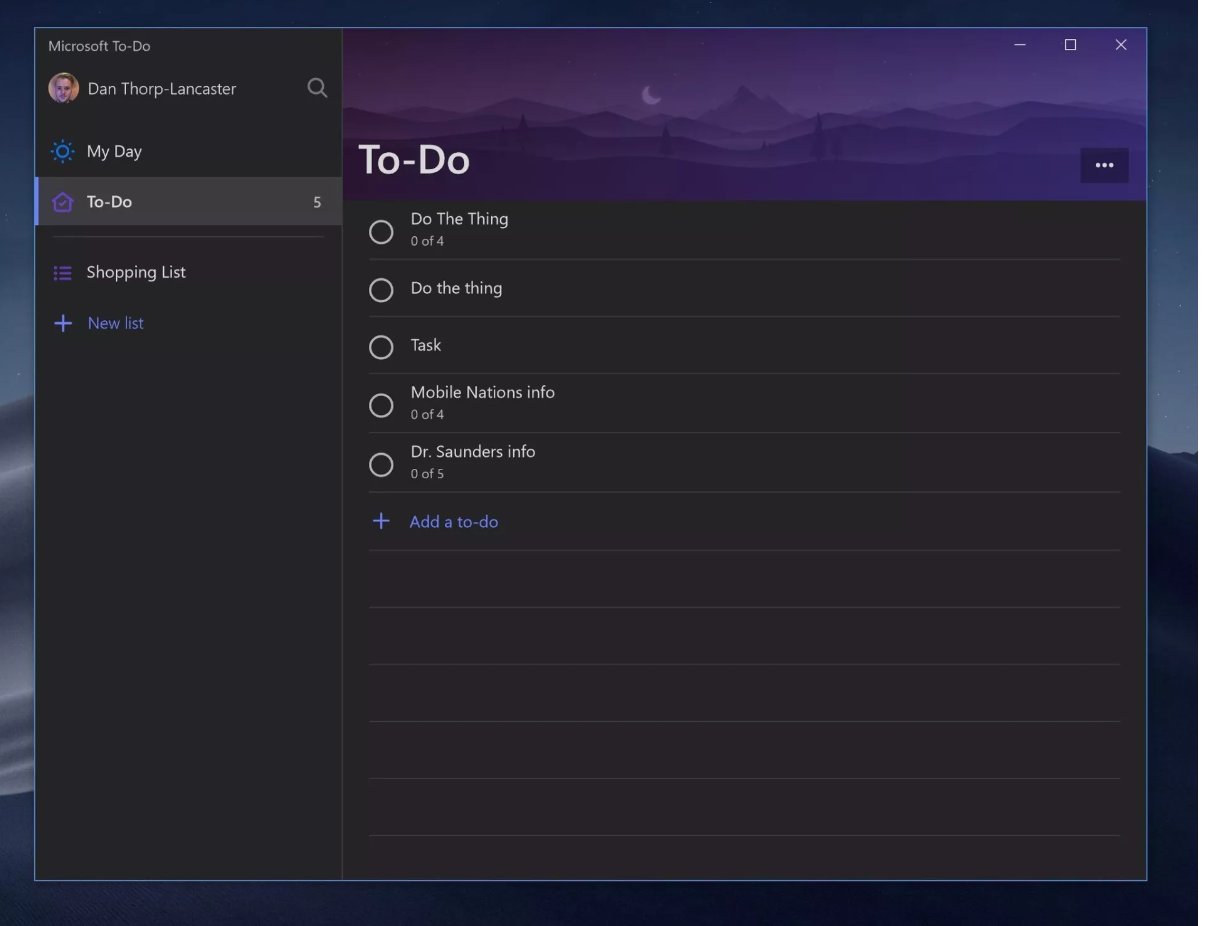 Microsoft To-Do
Dan Thorp-Lancaster
My Day
To-Do 5
Shopping List
New list
To-Do
Do The Thing
0 of 4
Do the thing
Task
Mobile Nations info
0 of 4
Dr. Saunders info
0 of 5
Add a to-do